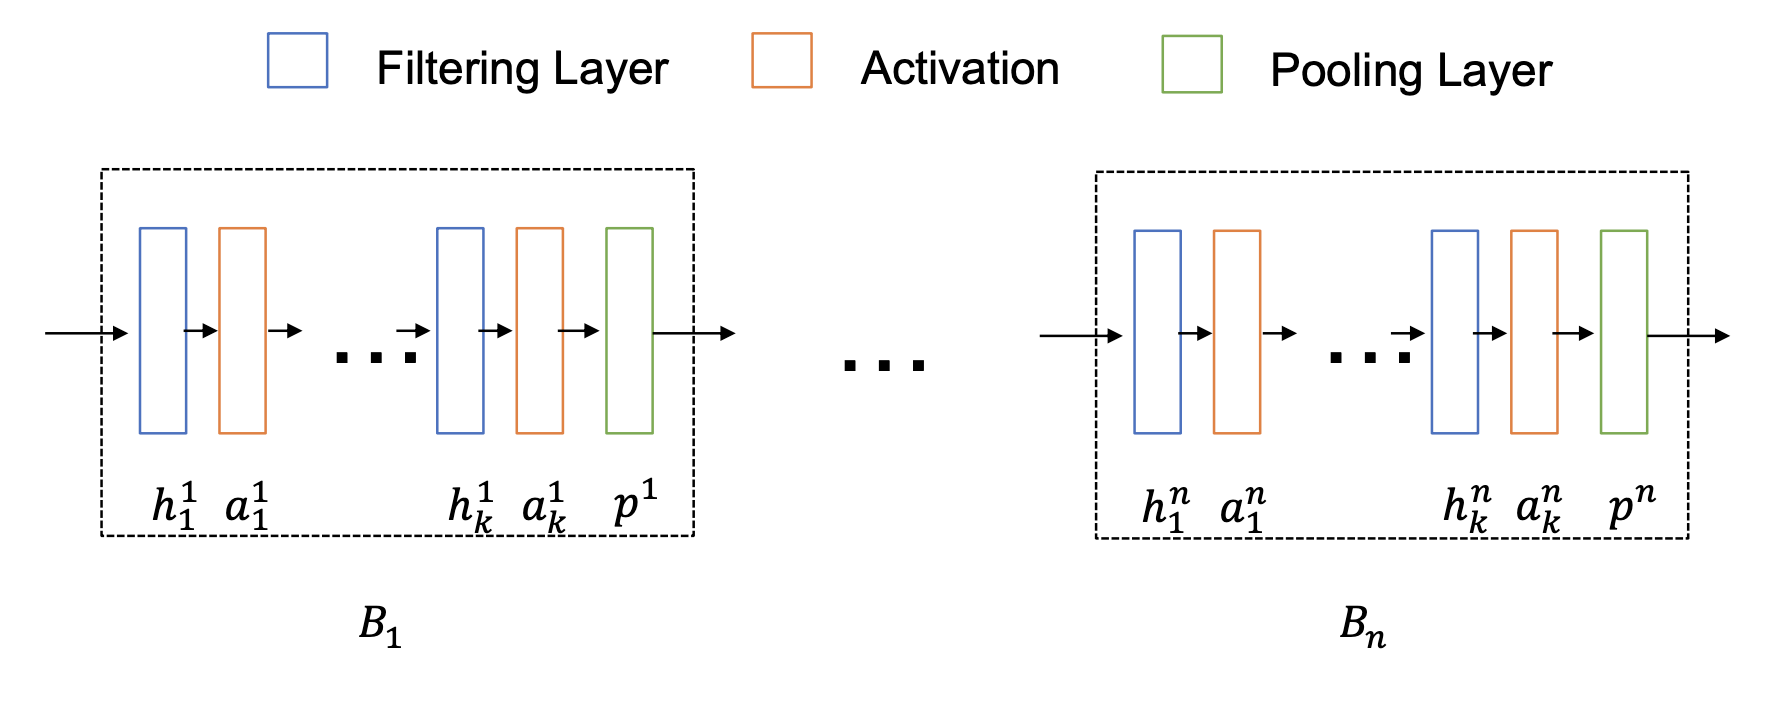 Filtering Layer Activation Pooling Layer
... ... ...
$h_1^1$ $a_1^1$ $h_k^1$ $a_k^1$ $p^1$ $h_1^n$ $a_1^n$ $h_k^n$ $a_k^n$ $p^n$
$B_1$ $B_n$